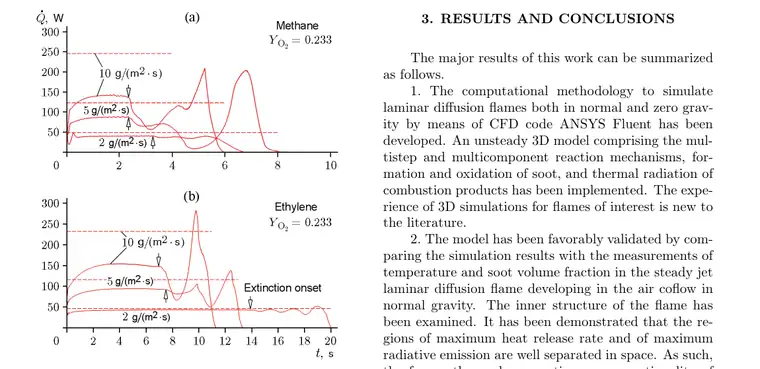 Q̇, W
(a)
Methane
Y_O₂ = 0.233
300
250
200
150
100
50
10 g/(m²·s)
5 g/(m²·s)
2 g/(m²·s)
0 2 4 6 8 10
(b)
Ethylene
Y_O₂ = 0.233
300
250
200
150
100
50
10 g/(m²·s)
5 g/(m²·s)
Extinction onset
2 g/(m²·s)
0 2 4 6 8 10 12 14 16 18 20
t, s
3. RESULTS AND CONCLUSIONS
The major results of this work can be summarized
as follows.
1. The computational methodology to simulate
laminar diffusion flames both in normal and zero grav-
ity by means of CFD code ANSYS Fluent has been
developed. An unsteady 3D model comprising the mul-
tistep and multicomponent reaction mechanisms, for-
mation and oxidation of soot, and thermal radiation of
combustion products has been implemented. The expe-
rience of 3D simulations for flames of interest is new to
the literature.
2. The model has been favorably validated by com-
paring the simulation results with the measurements of
temperature and soot volume fraction in the steady jet
laminar diffusion flame developing in the air coflow in
normal gravity. The inner structure of the flame has
been examined. It has been demonstrated that the re-
gions of maximum heat release rate and of maximum
radiative emission are well separated in space. As such,